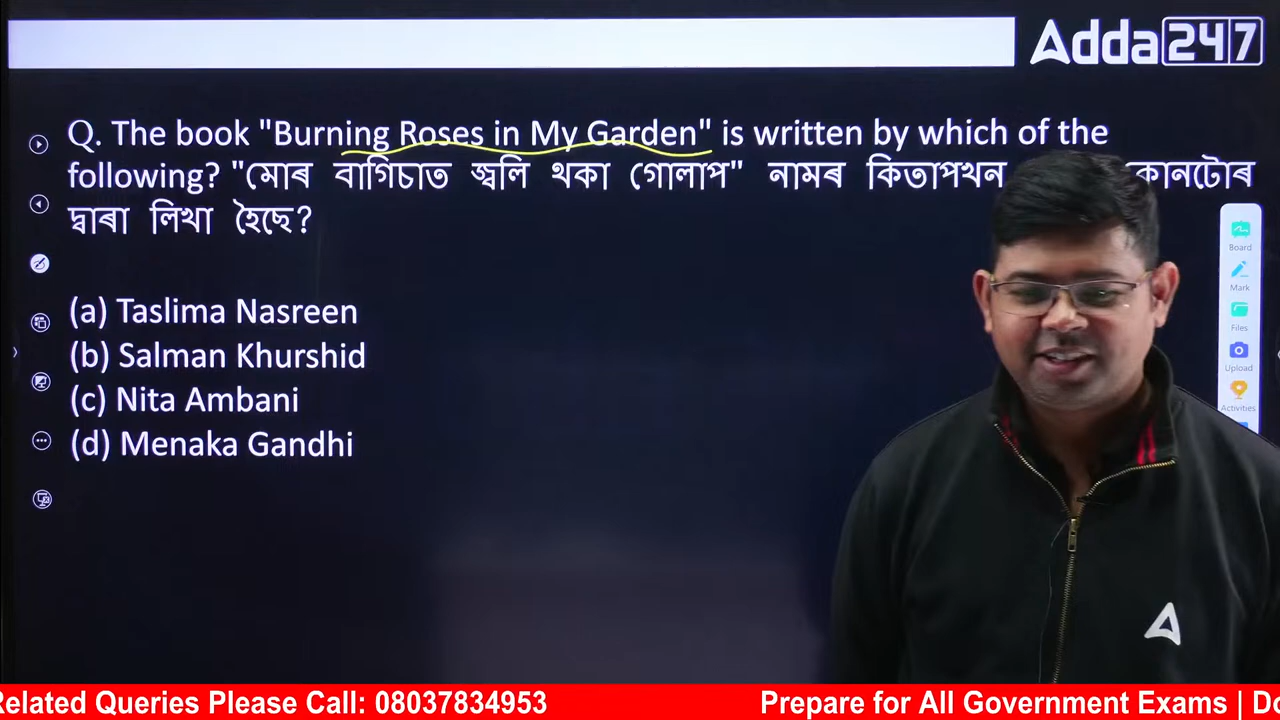 Adda247
Q. The book "Burning Roses in My Garden" is written by which of the
following? "মোৰ বাগিচাত জ্বলি থকা গোলাপ" নামৰ কিতাপখন কোনটোৰ
দ্বাৰা লিখা হৈছে?
(a) Taslima Nasreen
(b) Salman Khurshid
(c) Nita Ambani
(d) Menaka Gandhi
Board
Mark
Files
Upload
Activities
Related Queries Please Call: 08037834953 Prepare for All Government Exams |